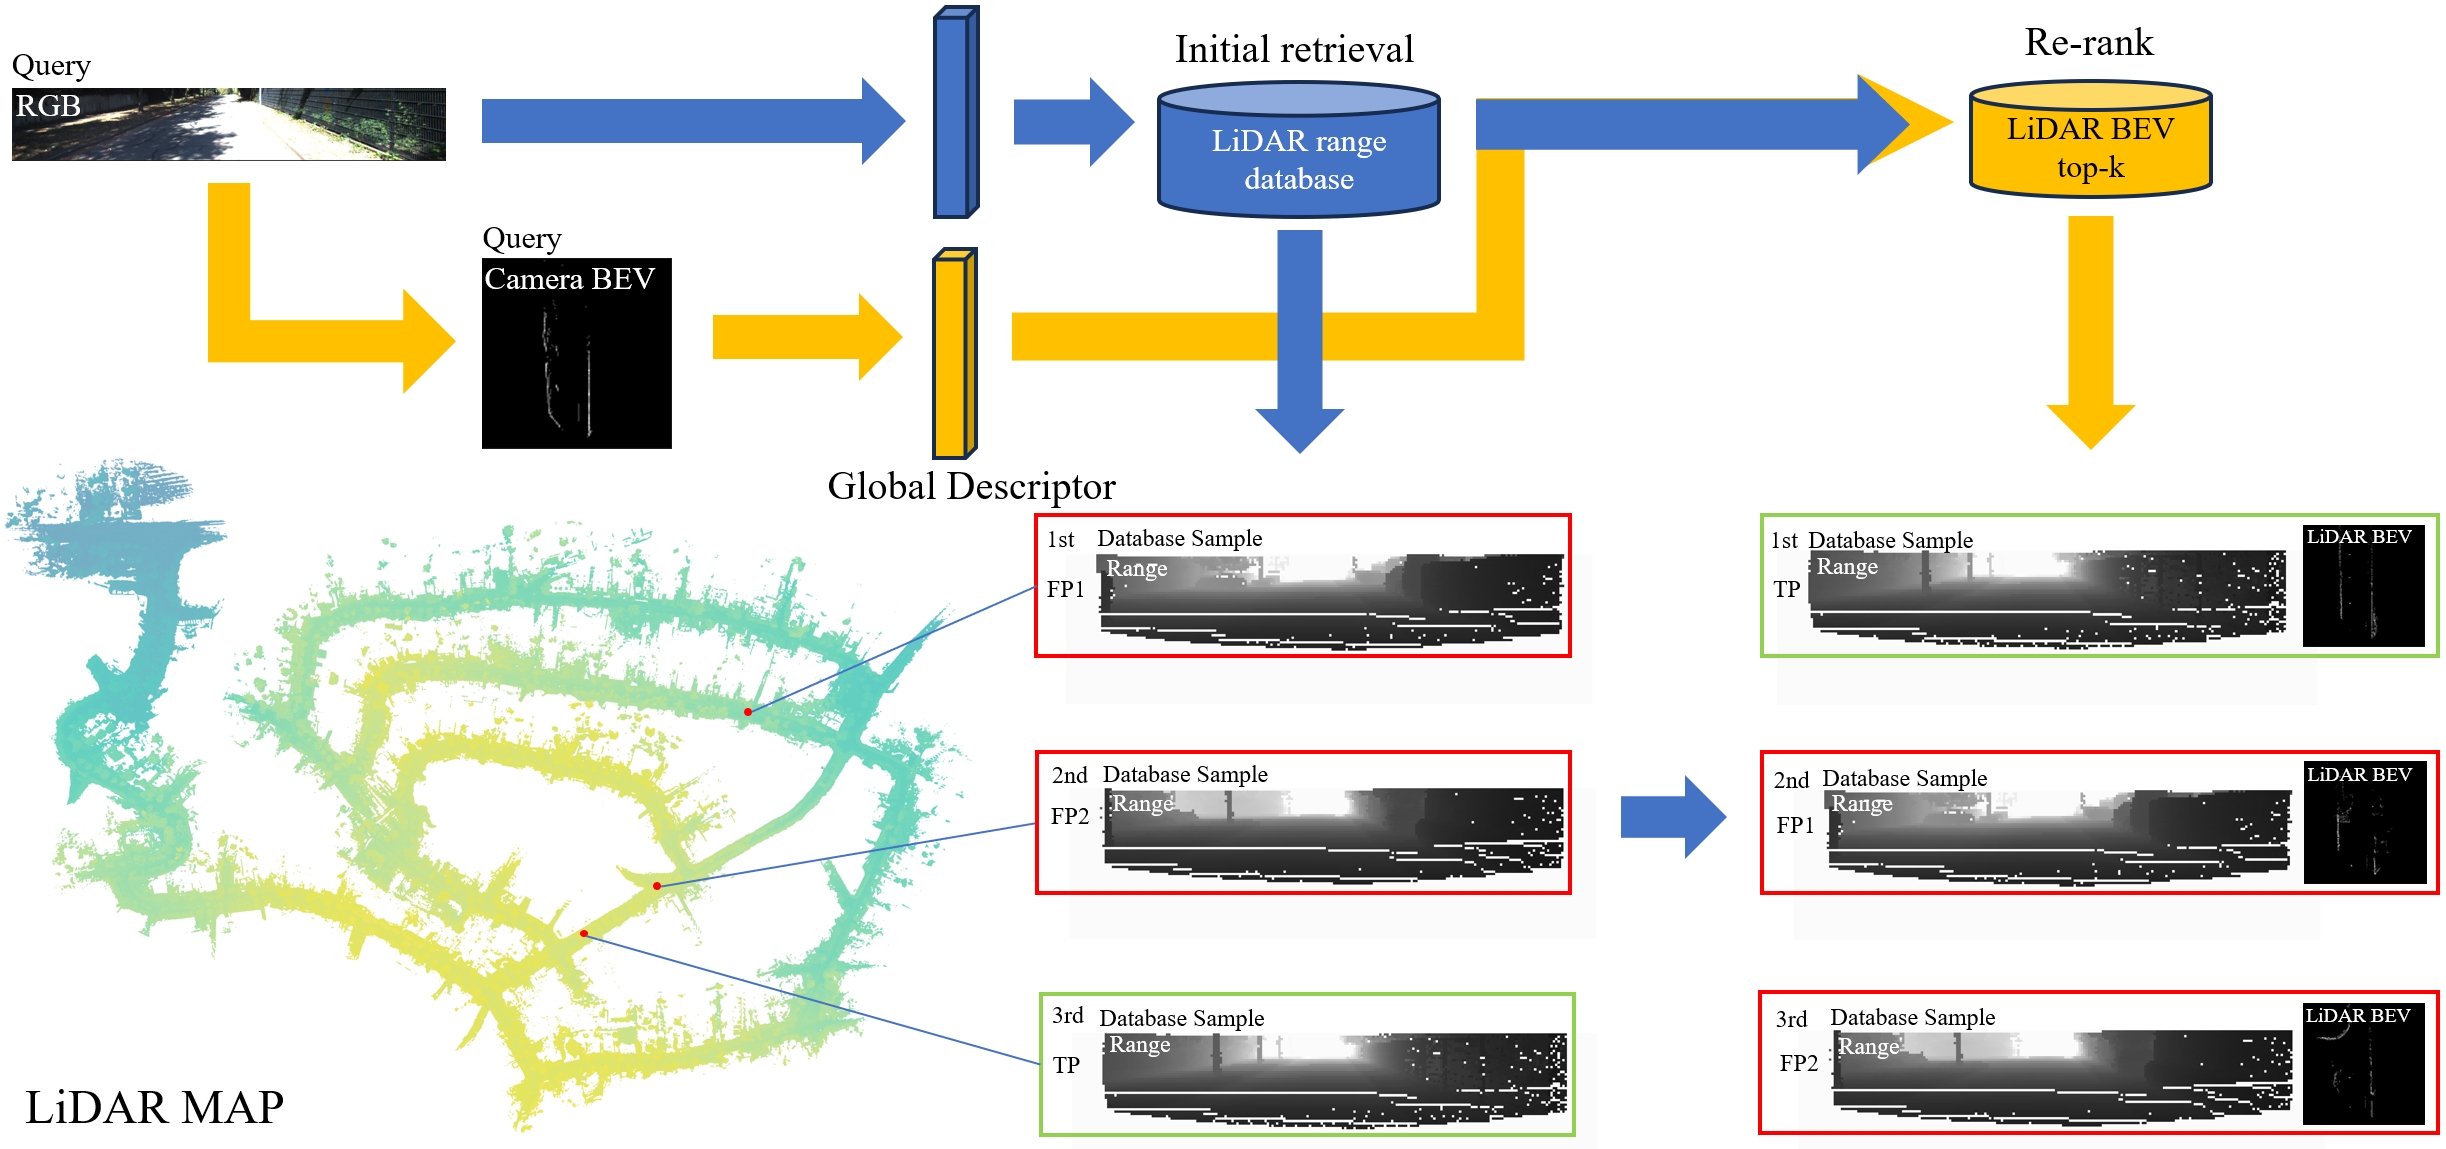 Query
RGB
Initial retrieval
LiDAR range
database
Re-rank
LiDAR BEV
top-k
Query
Camera BEV
Global Descriptor
1st Database Sample
Range
FP1
2nd Database Sample
Range
FP2
3rd Database Sample
Range
TP
1st Database Sample
Range
TP
LiDAR BEV
2nd Database Sample
Range
FP1
LiDAR BEV
3rd Database Sample
Range
FP2
LiDAR BEV
LiDAR MAP